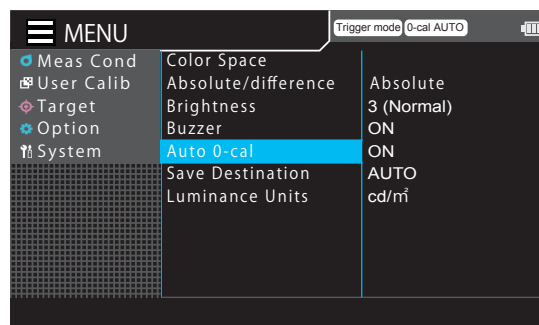 MENU
Trigger mode 0-cal AUTO
Meas Cond
User Calib
Target
Option
System
Color Space
Absolute/difference Absolute
Brightness 3 (Normal)
Buzzer ON
Auto 0-cal ON
Save Destination AUTO
Luminance Units cd/㎡